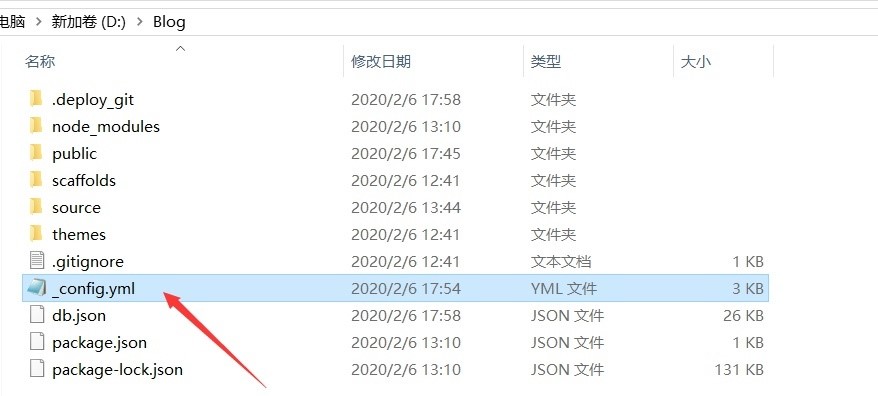 电脑 > 新加卷 (D:) > Blog
名称 修改日期 类型 大小
.deploy_git 2020/2/6 17:58 文件夹
node_modules 2020/2/6 13:10 文件夹
public 2020/2/6 17:45 文件夹
scaffolds 2020/2/6 12:41 文件夹
source 2020/2/6 13:44 文件夹
themes 2020/2/6 12:41 文件夹
.gitignore 2020/2/6 12:41 文本文档 1 KB
_config.yml 2020/2/6 17:54 YML 文件 3 KB
db.json 2020/2/6 17:58 JSON 文件 26 KB
package.json 2020/2/6 13:10 JSON 文件 1 KB
package-lock.json 2020/2/6 13:10 JSON 文件 131 KB